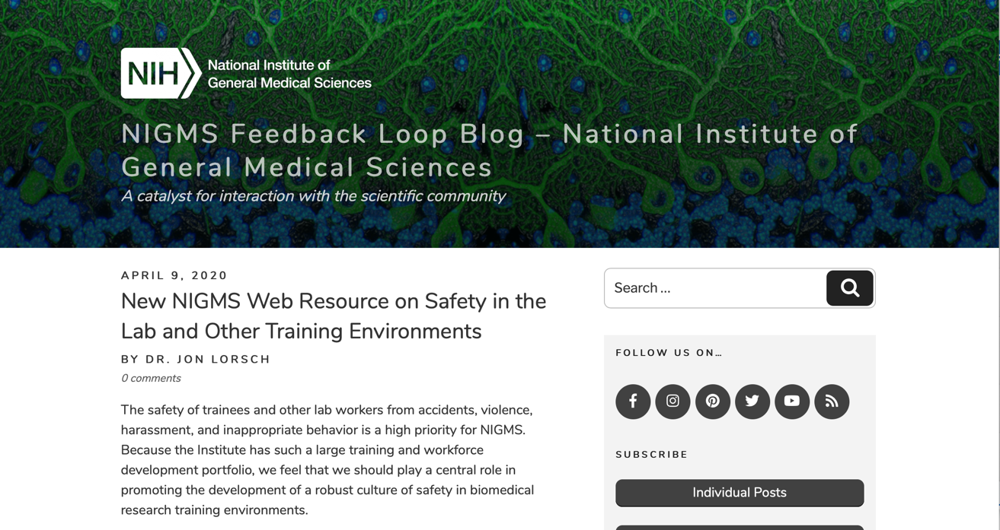 NIH
National Institute of
General Medical Sciences
NIGMS Feedback Loop Blog – National Institute of
General Medical Sciences
A catalyst for interaction with the scientific community
APRIL 9, 2020
New NIGMS Web Resource on Safety in the
Lab and Other Training Environments
BY DR. JON LORSCH
0 comments
The safety of trainees and other lab workers from accidents, violence,
harassment, and inappropriate behavior is a high priority for NIGMS.
Because the Institute has such a large training and workforce
development portfolio, we feel that we should play a central role in
promoting the development of a robust culture of safety in biomedical
research training environments.
Search ...
FOLLOW US ON…
SUBSCRIBE
Individual Posts